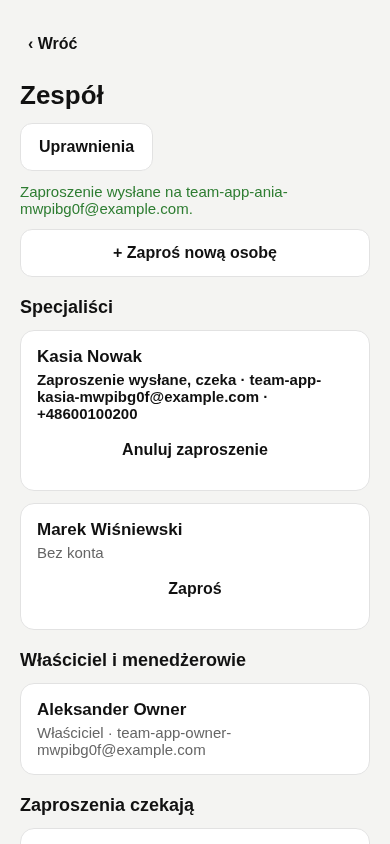 ‹ Wróć
Zespół
Uprawnienia
Zaproszenie wysłane na team-app-ania-
mwpibg0f@example.com.
+ Zaproś nową osobę
Specjaliści
Kasia Nowak
Zaproszenie wysłane, czeka · team-app-
kasia-mwpibg0f@example.com ·
+48600100200
Anuluj zaproszenie
Marek Wiśniewski
Bez konta
Zaproś
Właściciel i menedżerowie
Aleksander Owner
Właściciel · team-app-owner-
mwpibg0f@example.com
Zaproszenia czekają